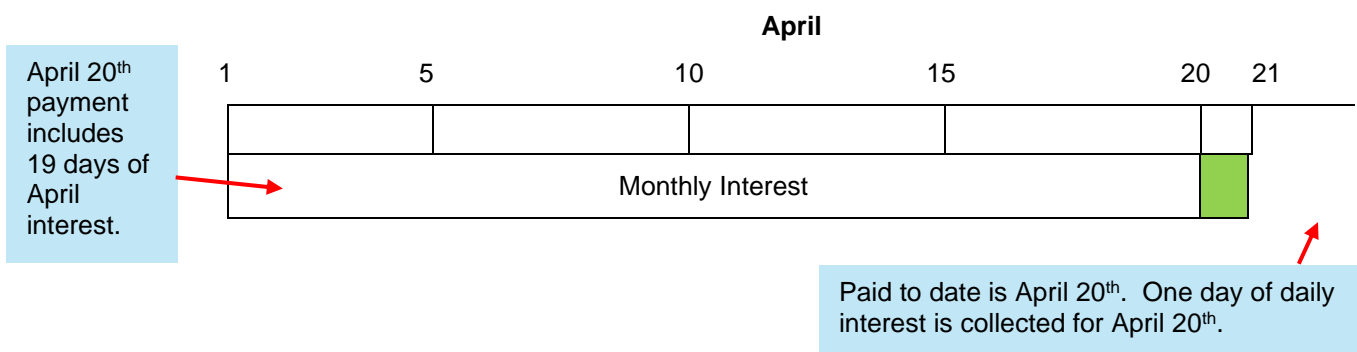 April
April 20th
payment
includes
19 days of
April
interest.
1 5 10 15 20 21
Monthly Interest
Paid to date is April 20th. One day of daily
interest is collected for April 20th.